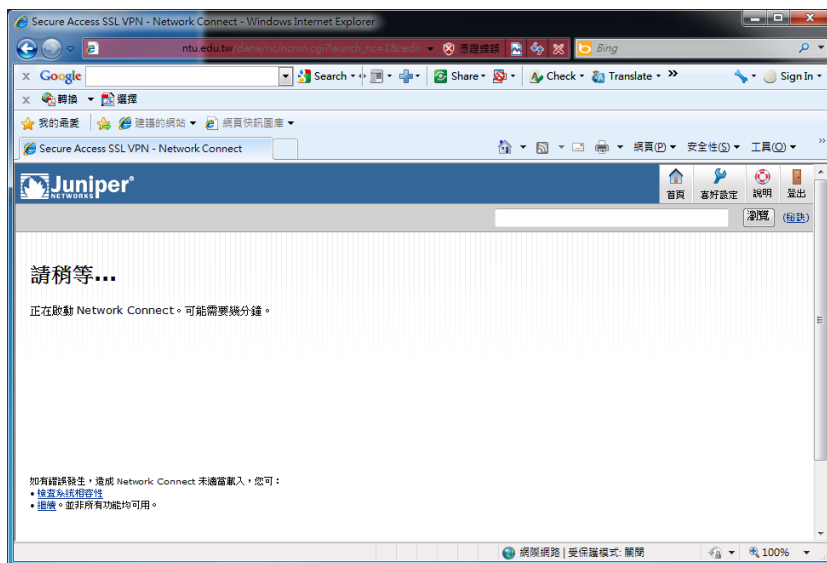 Secure Access SSL VPN - Network Connect - Windows Internet Explorer
ntu.edu.tw/dana/nc/ncrun.cgi?launch_nc=1&redir 憑證錯誤 Bing
x Google Search Share Check Translate » Sign In
x 轉換 選擇
我的最愛 建議的網站 網頁快訊圖庫
Secure Access SSL VPN - Network Connect 網頁(P) 安全性(S) 工具(O) »
Juniper®
NETWORKS
首頁 喜好設定 說明 登出
瀏覽 (秘訣)
請稍等...
正在啟動 Network Connect。可能需要幾分鐘。
如有錯誤發生，造成 Network Connect 未適當載入，您可：
• 檢查系統相容性
• 繼續。並非所有功能均可用。
網際網路 | 受保護模式: 關閉 100%